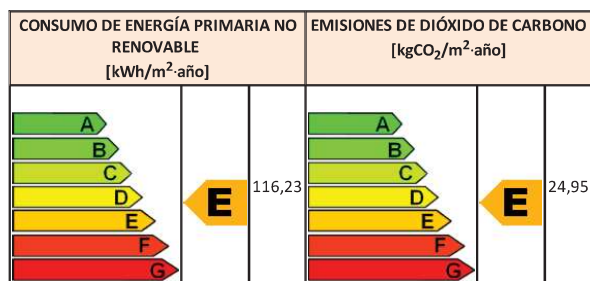 CONSUMO DE ENERGÍA PRIMARIA NO
RENOVABLE
[kWh/m²·año]
EMISIONES DE DIÓXIDO DE CARBONO
[kgCO₂/m²·año]
A
B
C
D
E
F
G
E
116,23
A
B
C
D
E
F
G
E
24,95